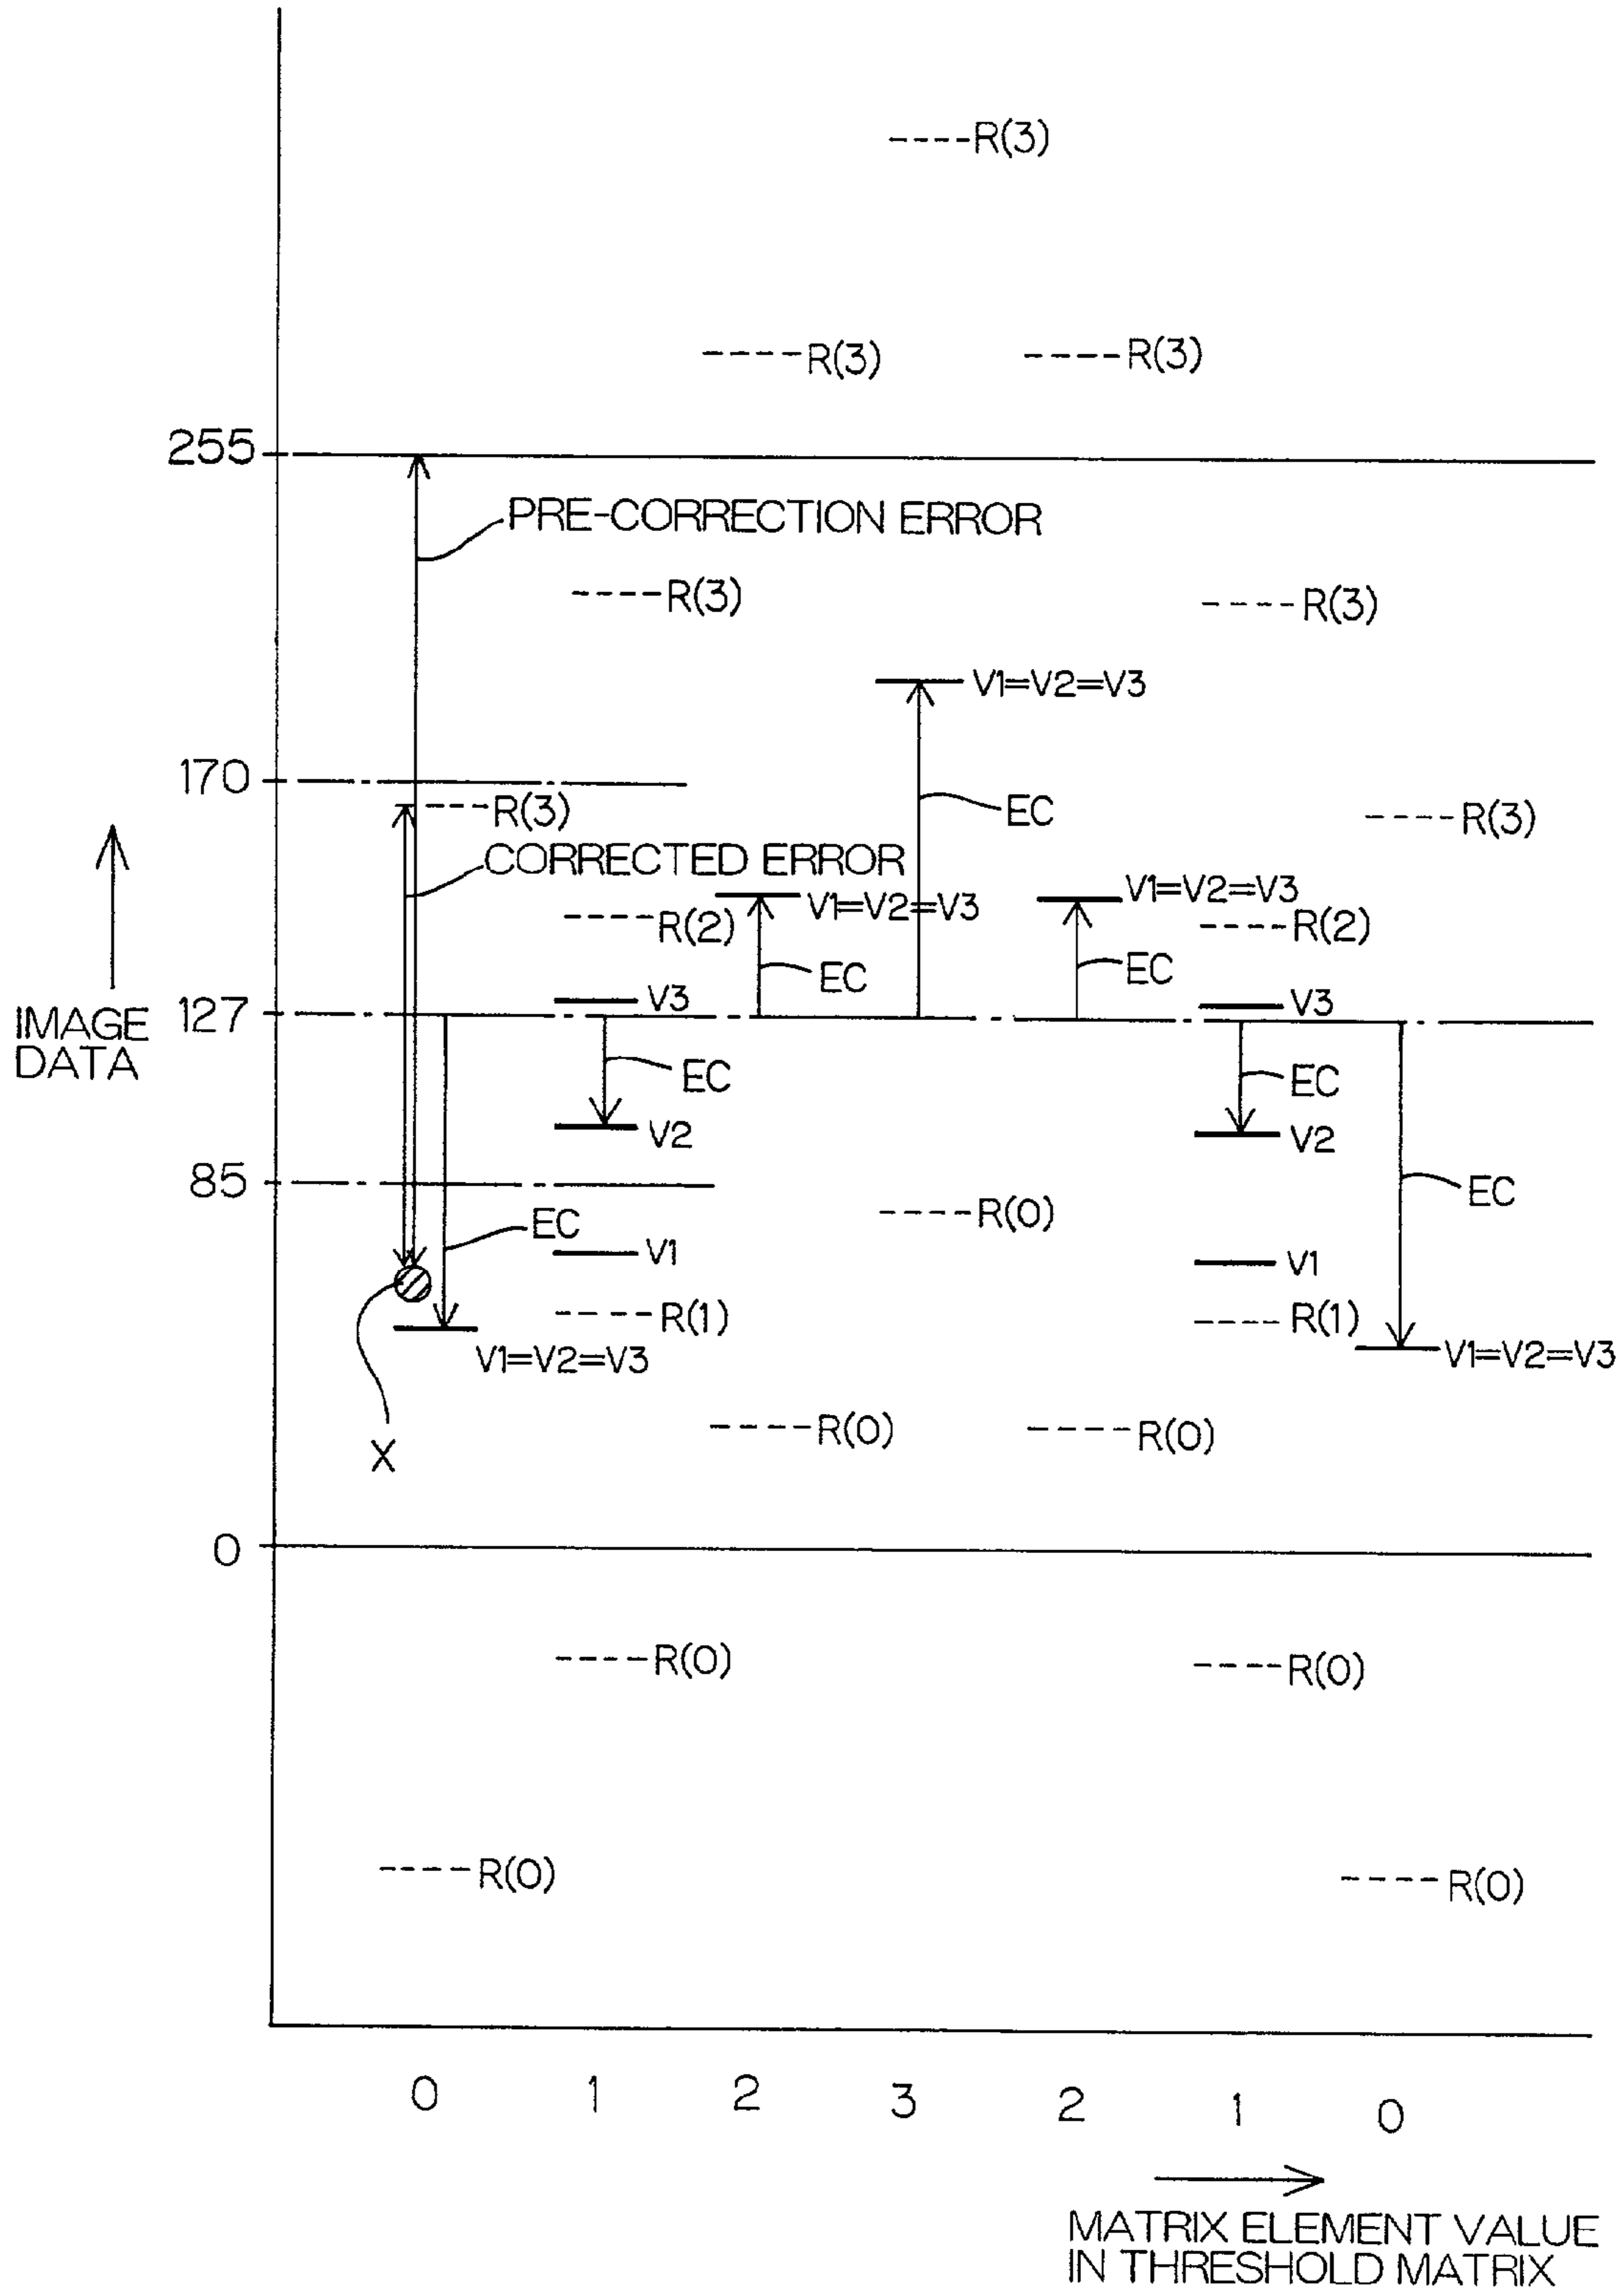 R(3)
R(3)
R(3)
255
PRE-CORRECTION ERROR
R(3)
R(3)
V1=V2=V3
170
R(3)
EC
R(3)
CORRECTED ERROR
V1=V2=V3
V1=V2=V3
R(2)
R(2)
EC
EC
V3
V3
127
IMAGE
DATA
EC
EC
V2
V2
85
EC
R(0)
EC
V1
V1
R(1)
R(1)
V1=V2=V3
V1=V2=V3
R(0)
R(0)
X
0
R(0)
R(0)
R(0)
R(0)
0 1 2 3 2 1 0
MATRIX ELEMENT VALUE
IN THRESHOLD MATRIX